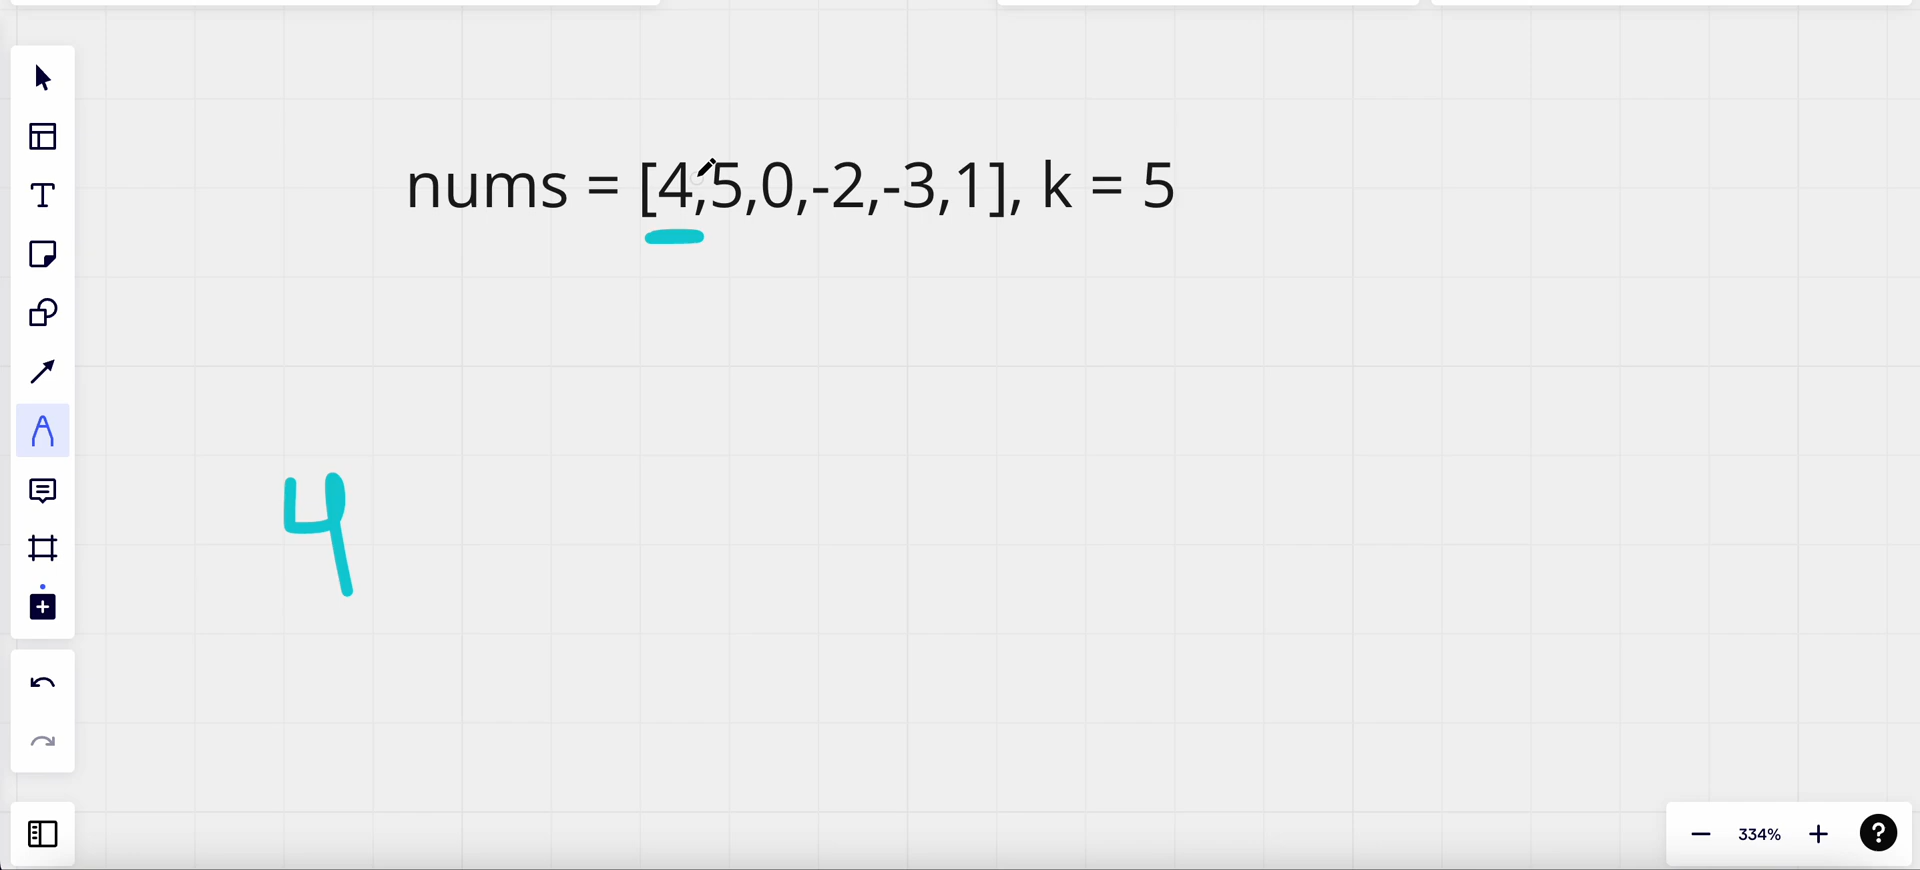 nums = [4,5,0,-2,-3,1], k = 5
4
334%